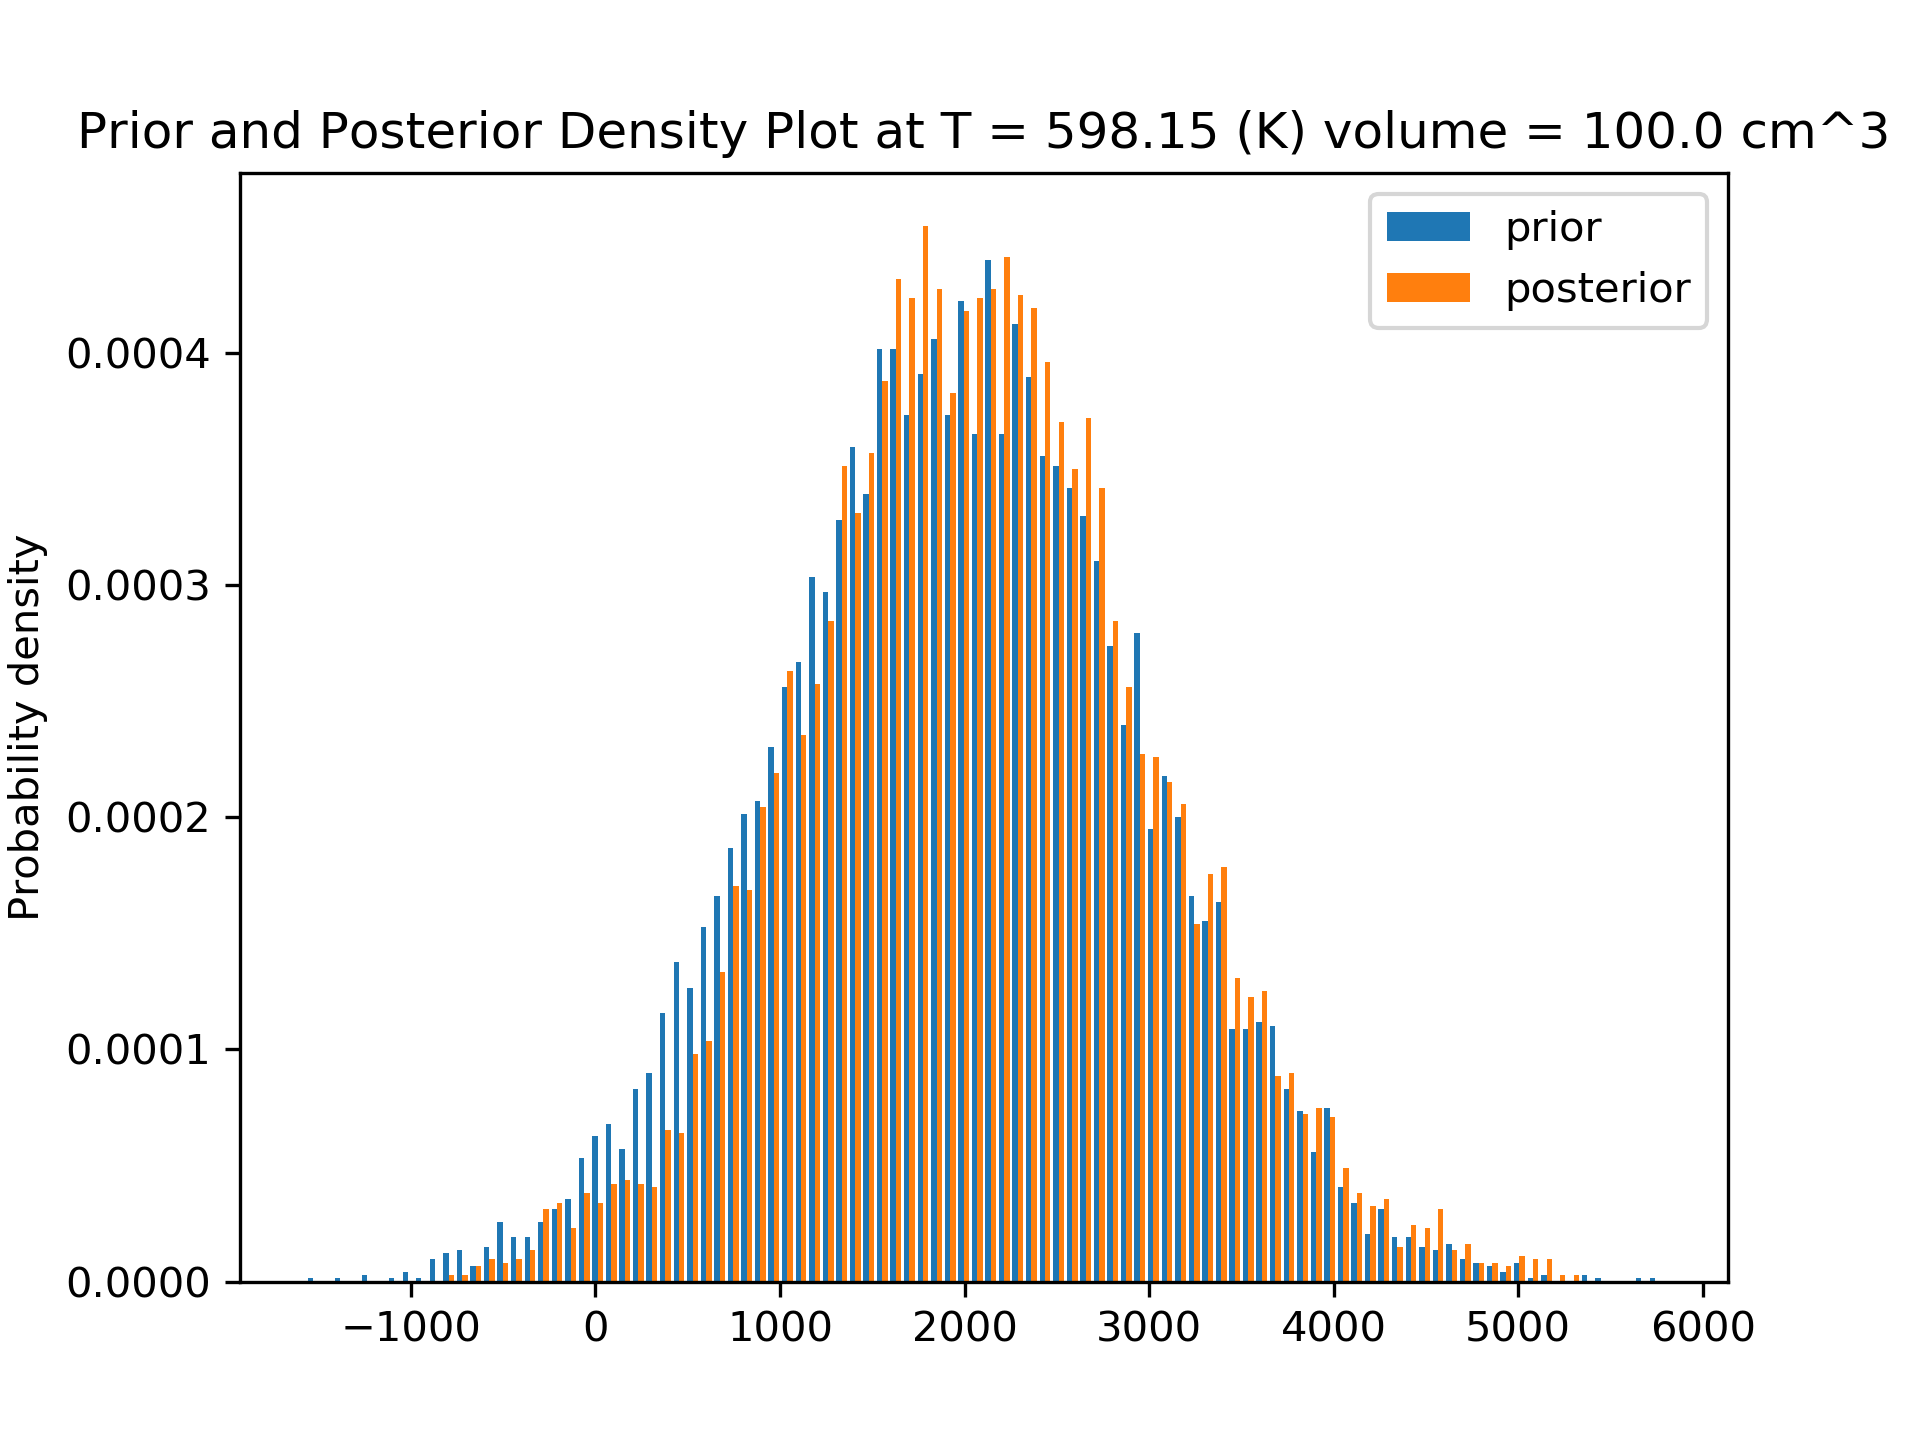 Prior and Posterior Density Plot at T = 598.15 (K) volume = 100.0 cm^3
prior
posterior
Probability density
0.0004
0.0003
0.0002
0.0001
0.0000
−1000 0 1000 2000 3000 4000 5000 6000